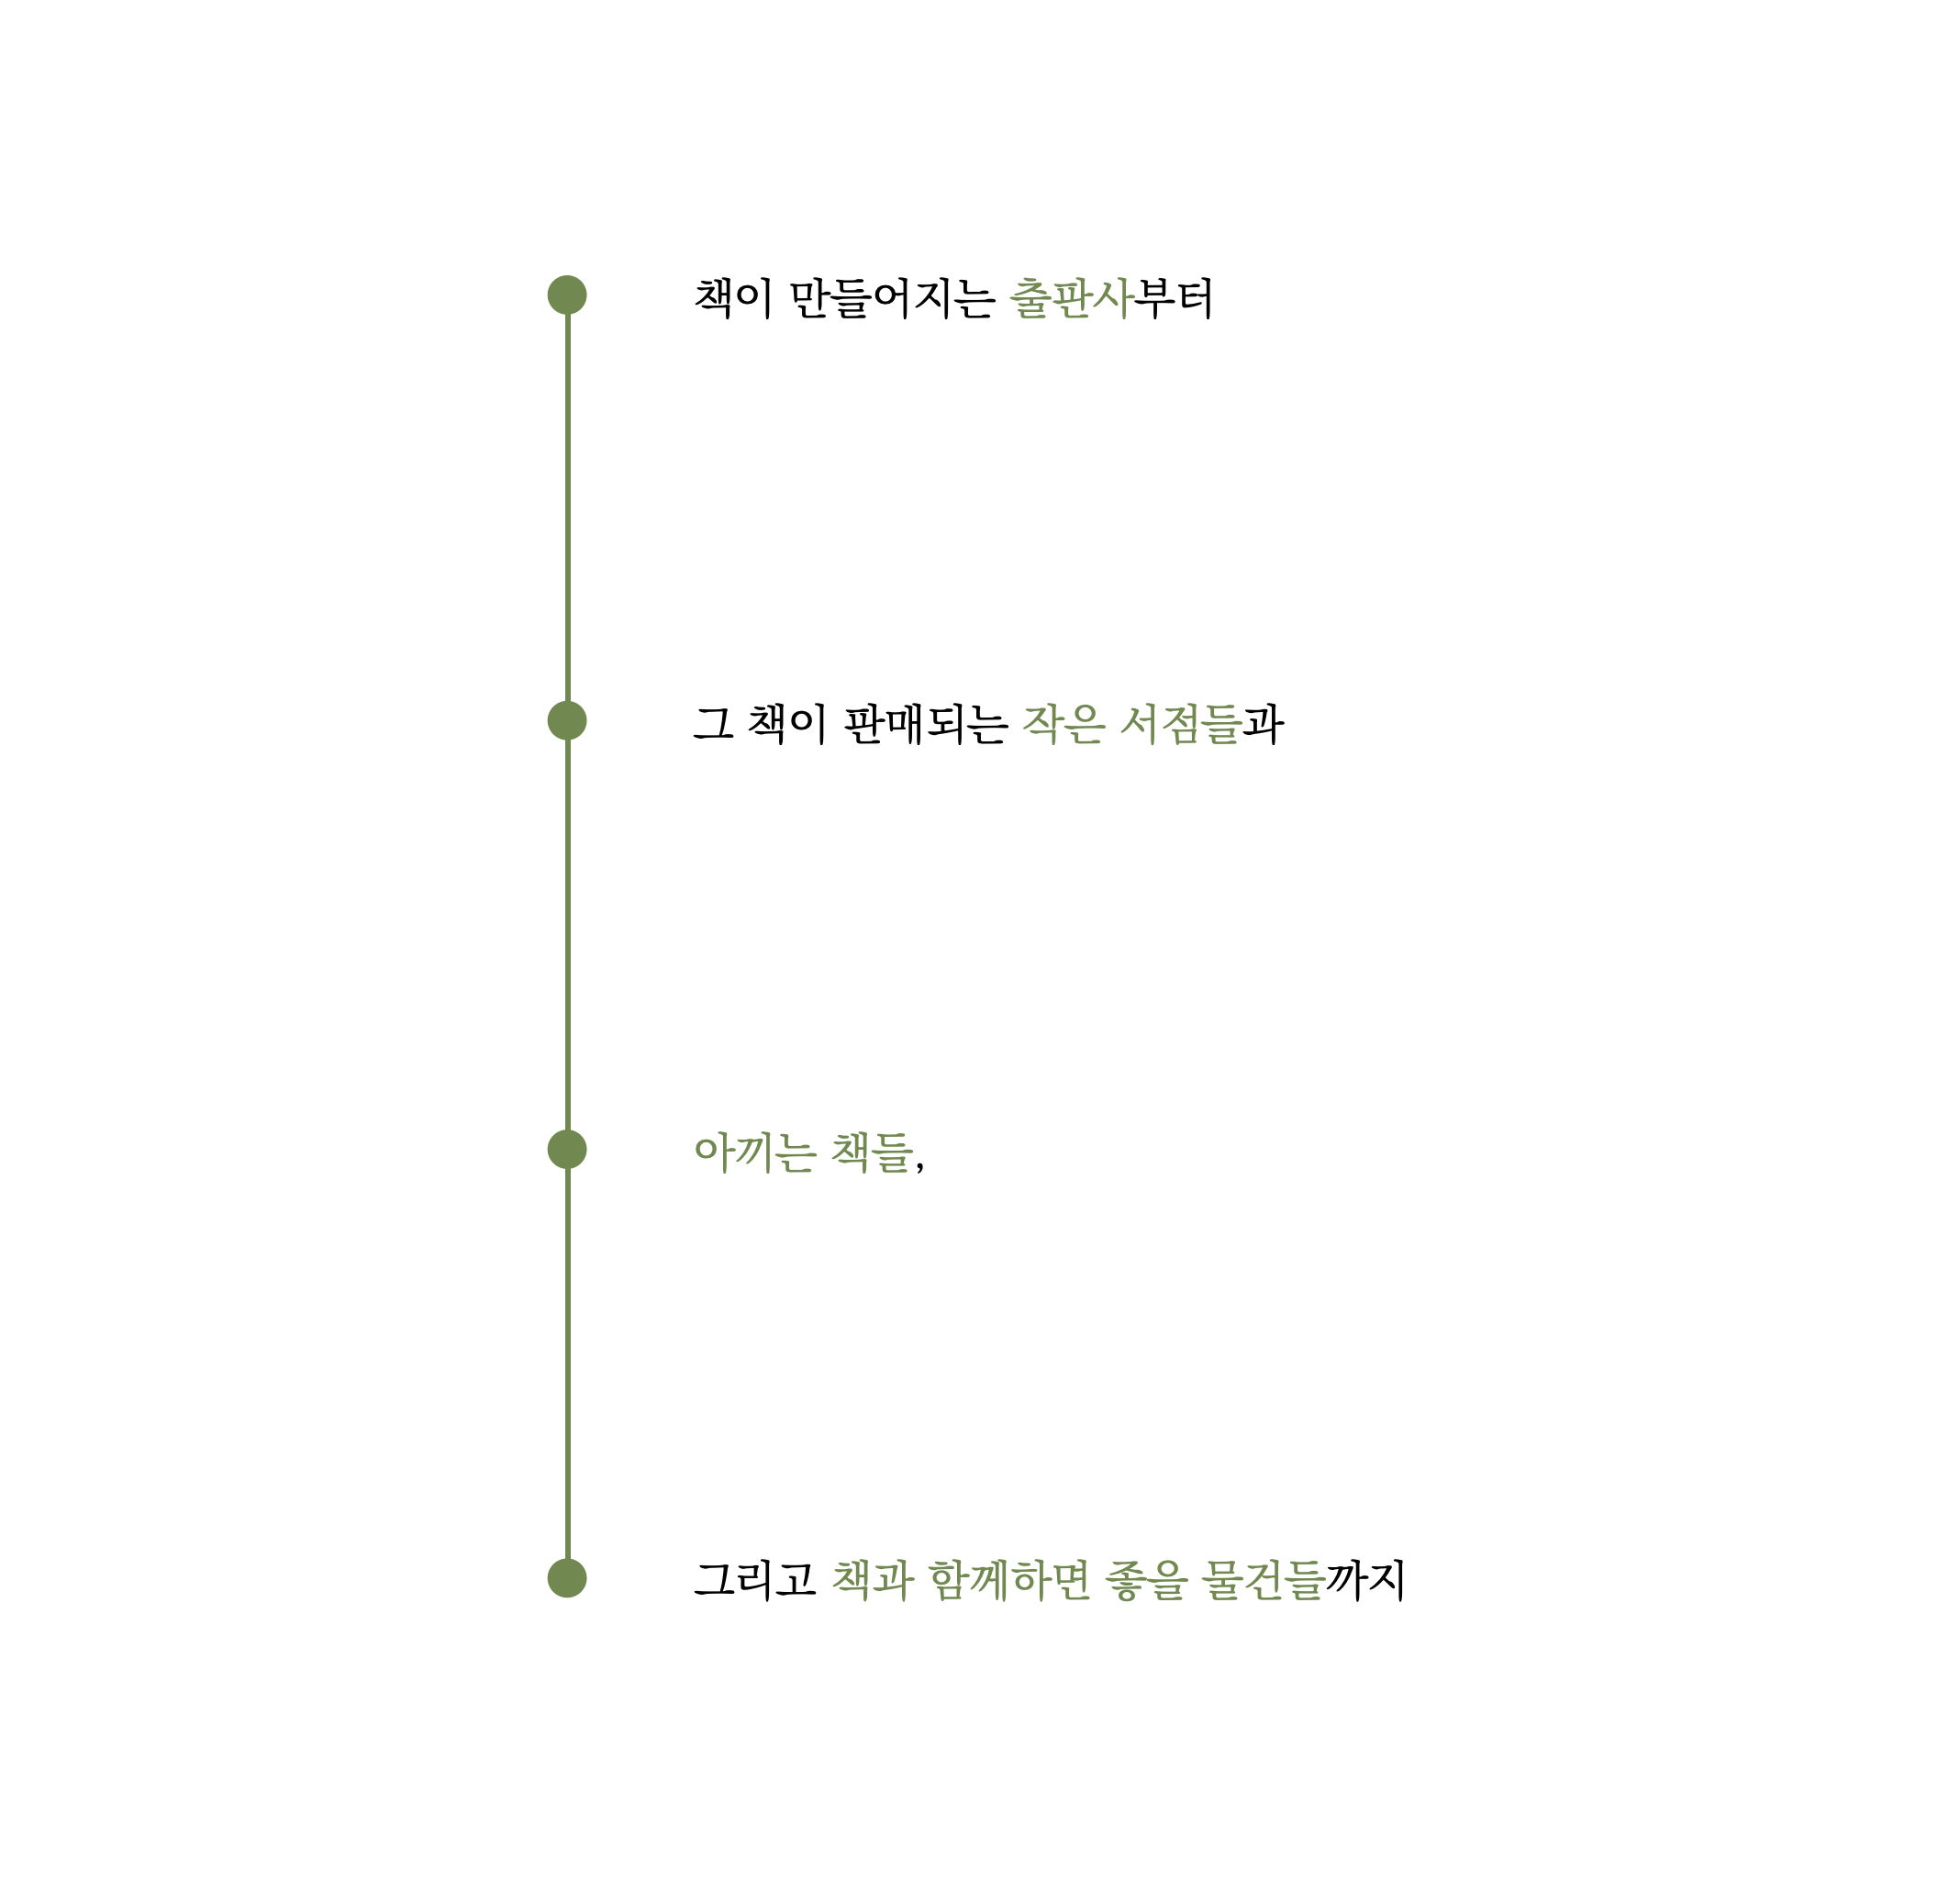 책이 만들어지는 출판사부터
그 책이 판매되는 작은 서점들과
아끼는 책들,
그리고 책과 함께하면 좋은 물건들까지